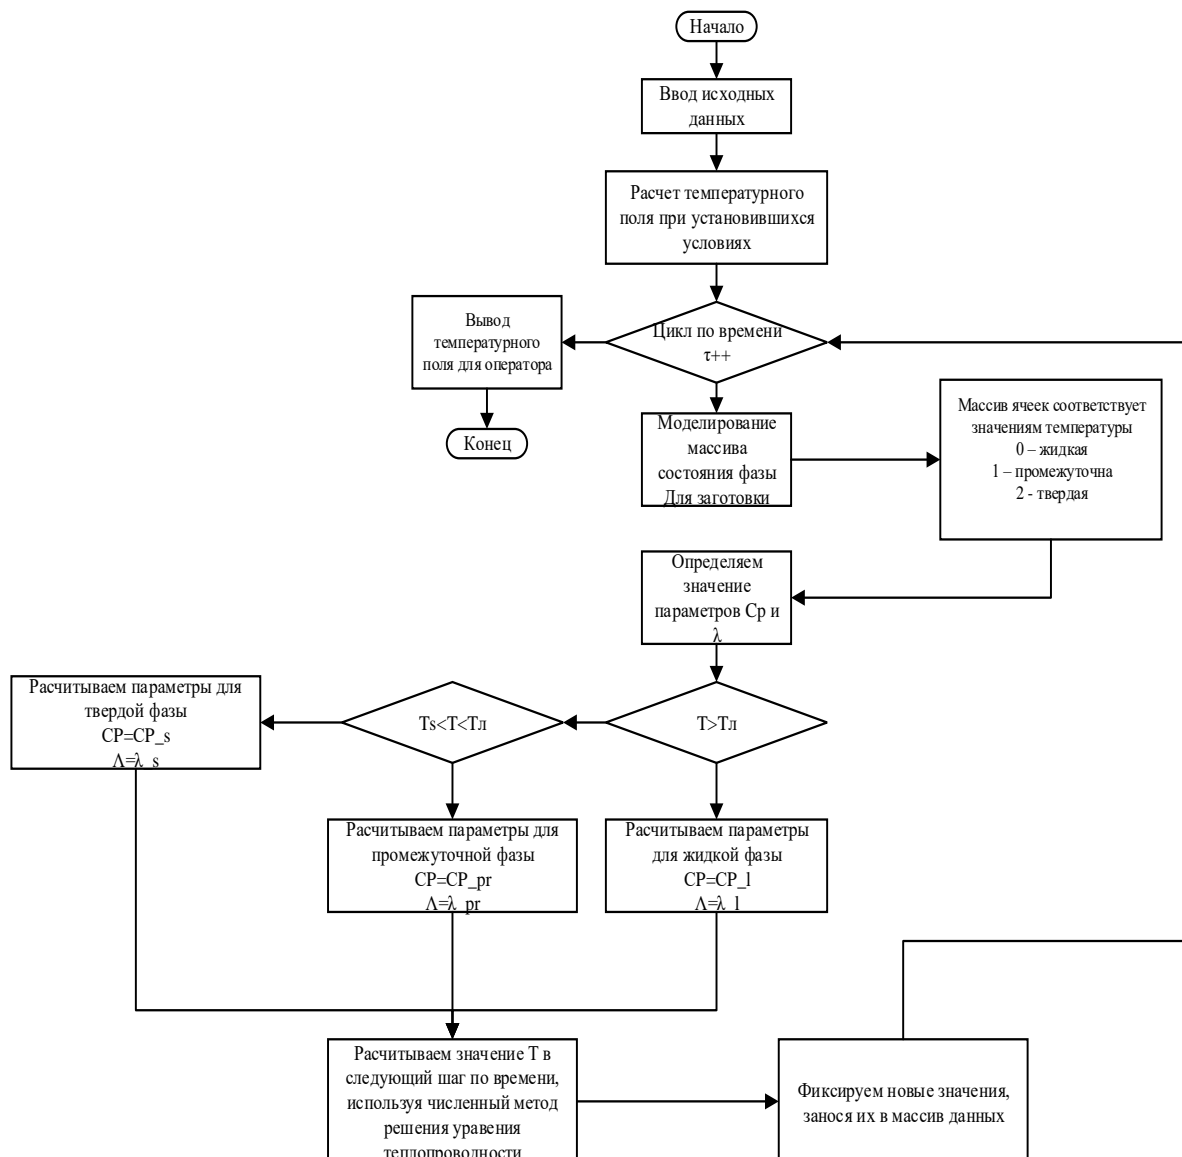 Начало
Ввод исходных
данных
Расчет температурного
поля при установившихся
условиях
Цикл по времени
τ++
Вывод
температурного
поля для оператора
Конец
Моделирование
массива
состояния фазы
Для заготовки
Массив ячеек соответствует
значениям температуры
0 – жидкая
1 – промежуточна
2 - твердая
Определяем
значение
параметров Cp и
λ
T>Tл
Ts<T<Tл
Расчитываем параметры для
твердой фазы
CP=CP_s
Λ=λ_s
Расчитываем параметры для
промежуточной фазы
CP=CP_pr
Λ=λ_pr
Расчитываем параметры
для жидкой фазы
CP=CP_l
Λ=λ_l
Расчитываем значение T в
следующий шаг по времени,
используя численный метод
решения уравения
теплопроводности
Фиксируем новые значения,
занося их в массив данных